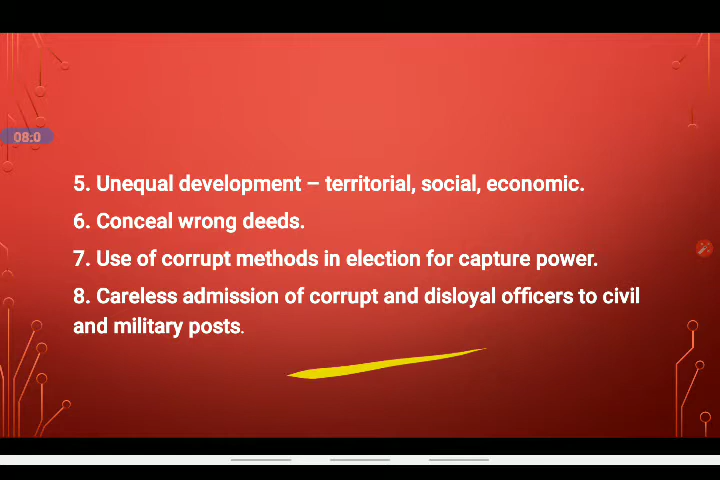 08:0
5. Unequal development – territorial, social, economic.
6. Conceal wrong deeds.
7. Use of corrupt methods in election for capture power.
8. Careless admission of corrupt and disloyal officers to civil
and military posts.